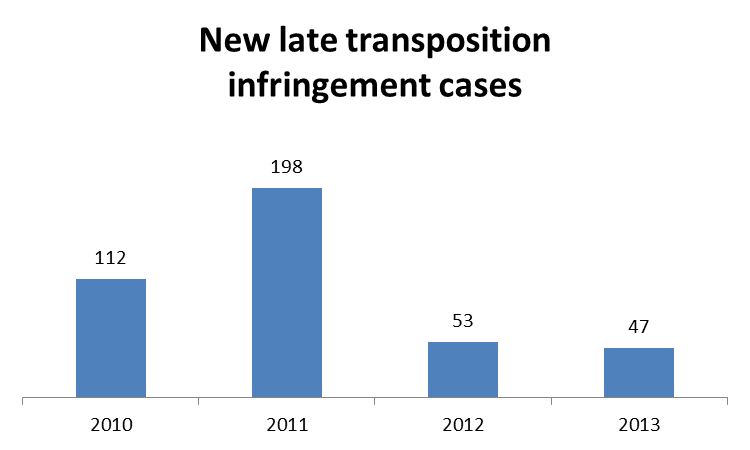 New late transposition
infringement cases
198
112
53
47
2010 2011 2012 2013